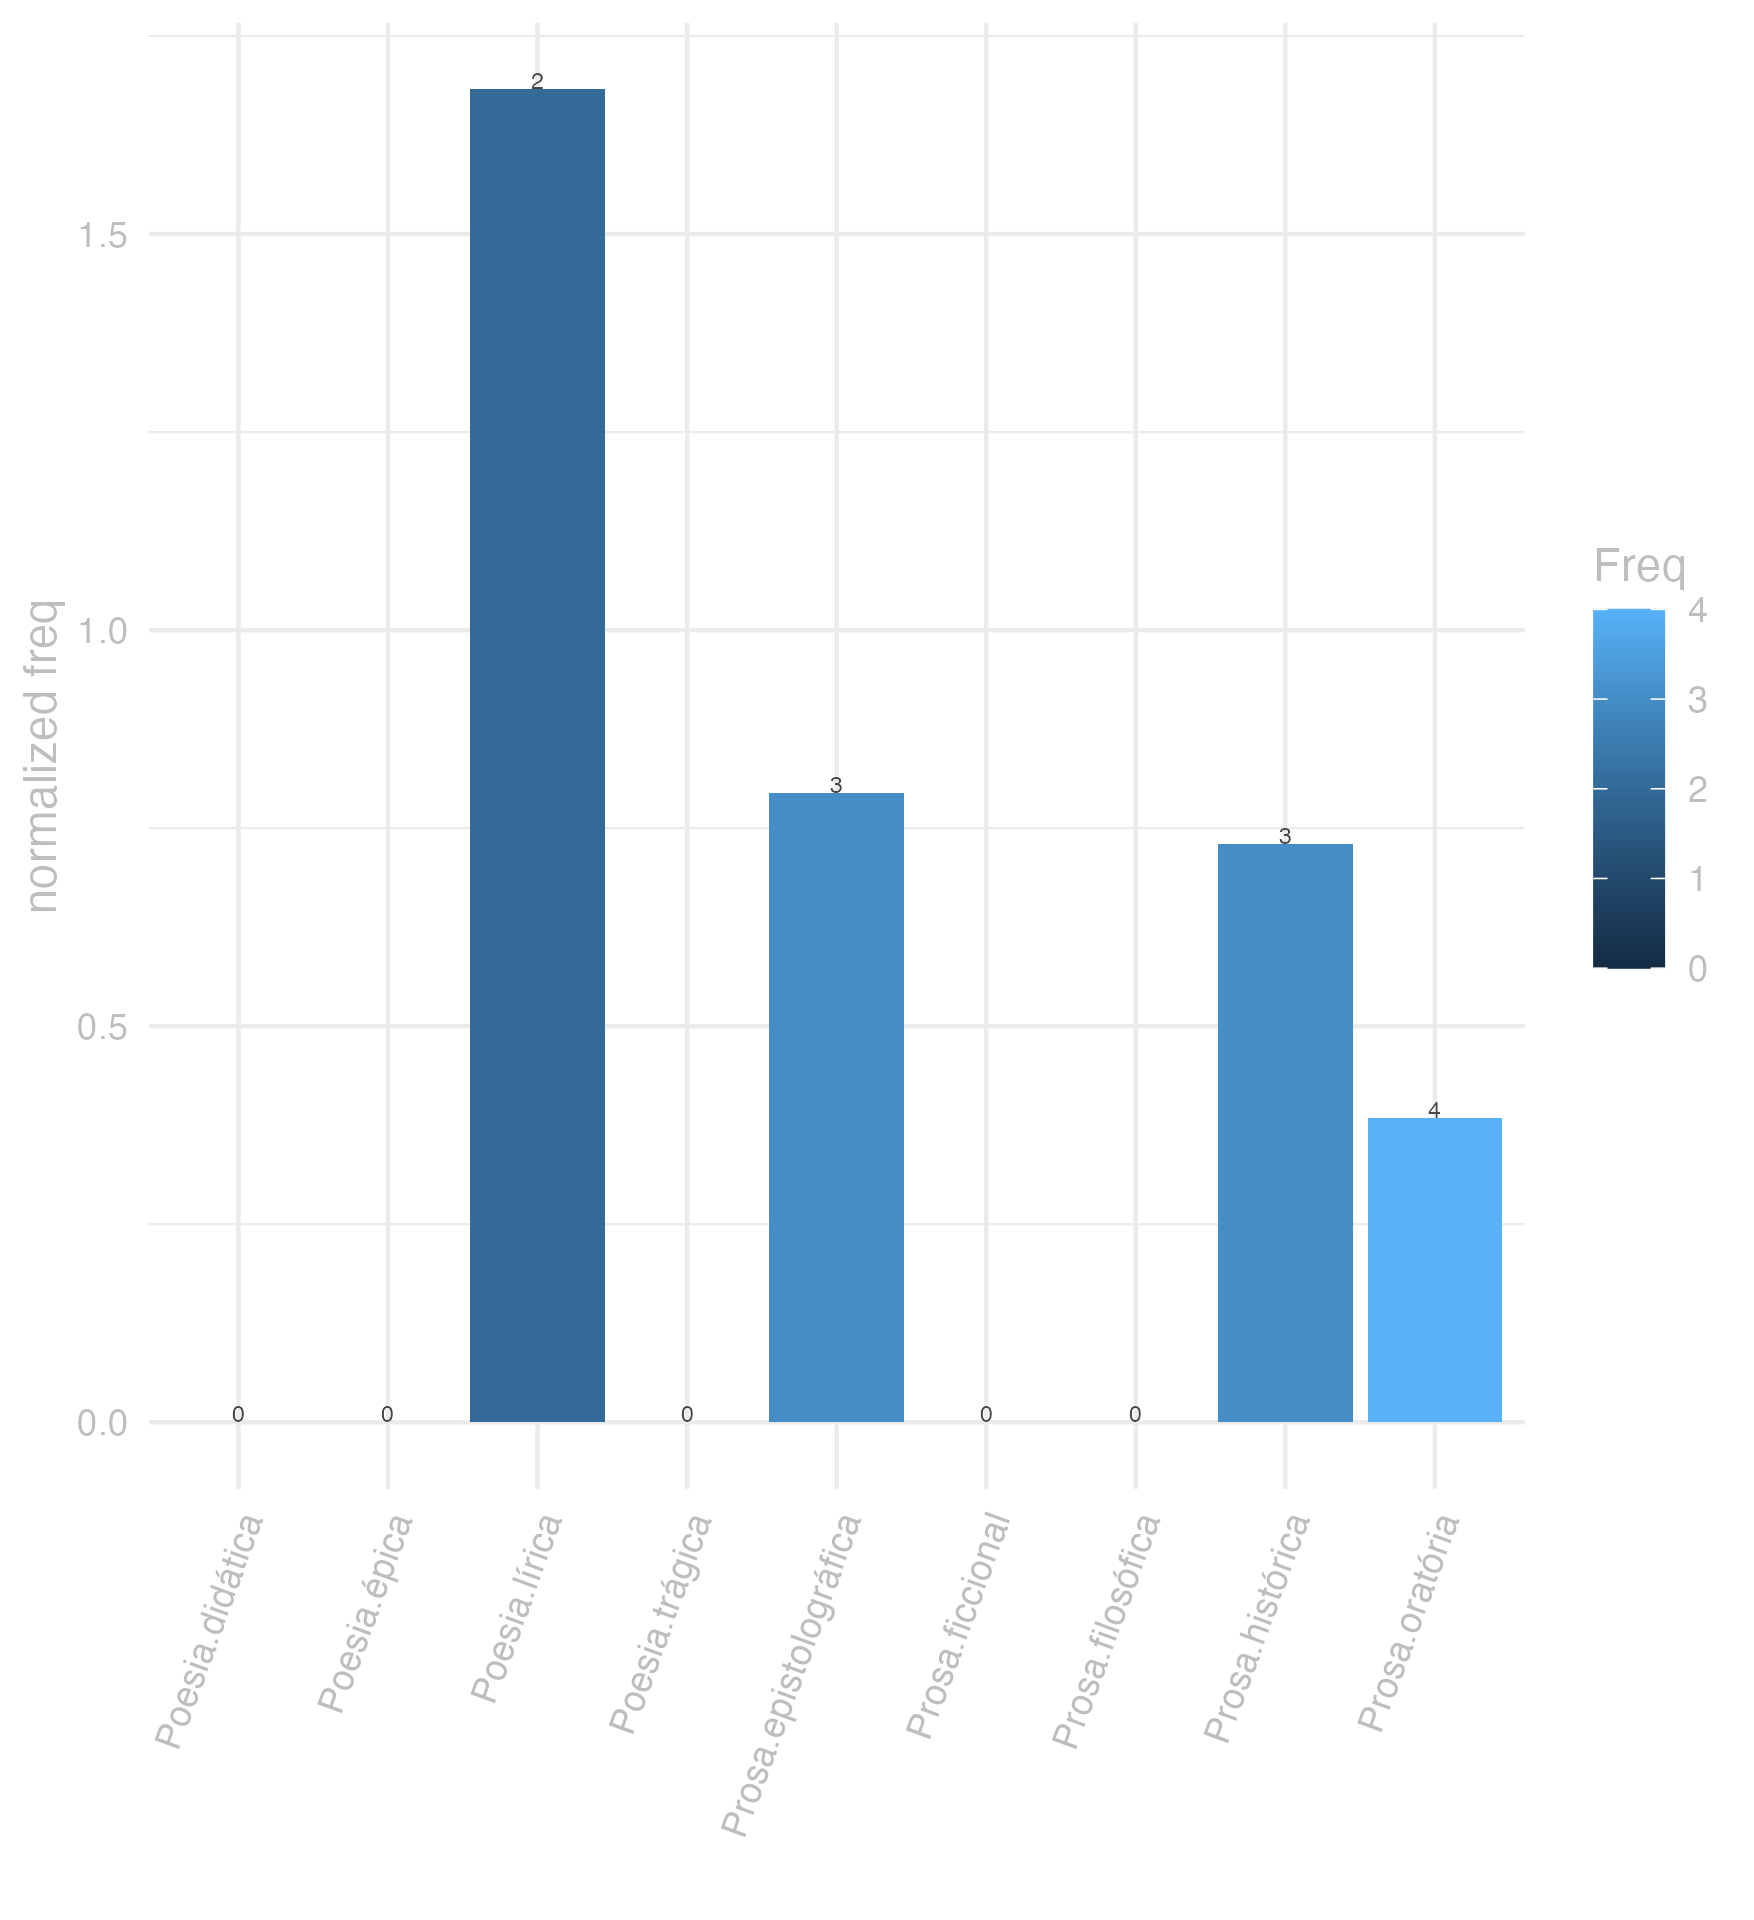 2
1.5
1.0
0.5
0.0
normalized freq
3
3
4
0
0
0
0
0
Poesia.didática
Poesia.épica
Poesia.lírica
Poesia.trágica
Prosa.epistolográfica
Prosa.ficcional
Prosa.filosófica
Prosa.histórica
Prosa.oratória
Freq
4
3
2
1
0